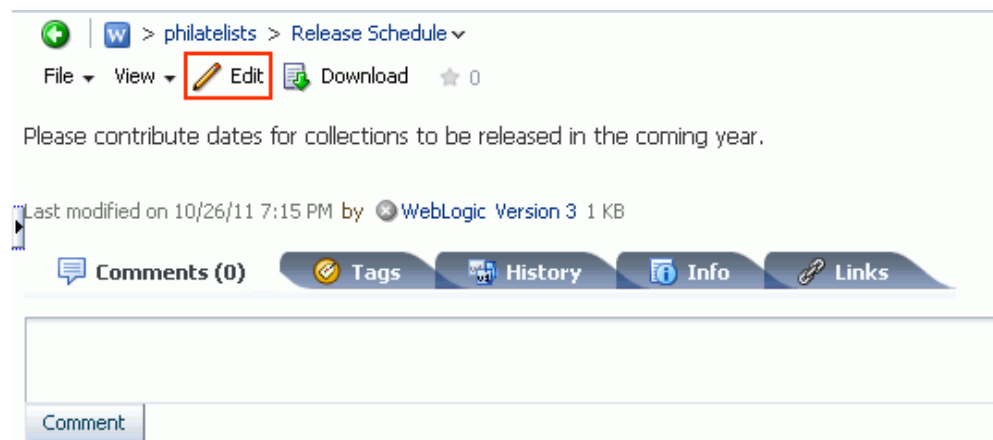 W > philatelists > Release Schedule
File View Edit Download 0
Please contribute dates for collections to be released in the coming year.
Last modified on 10/26/11 7:15 PM by WebLogic Version 3 1 KB
Comments (0) Tags History Info Links
Comment